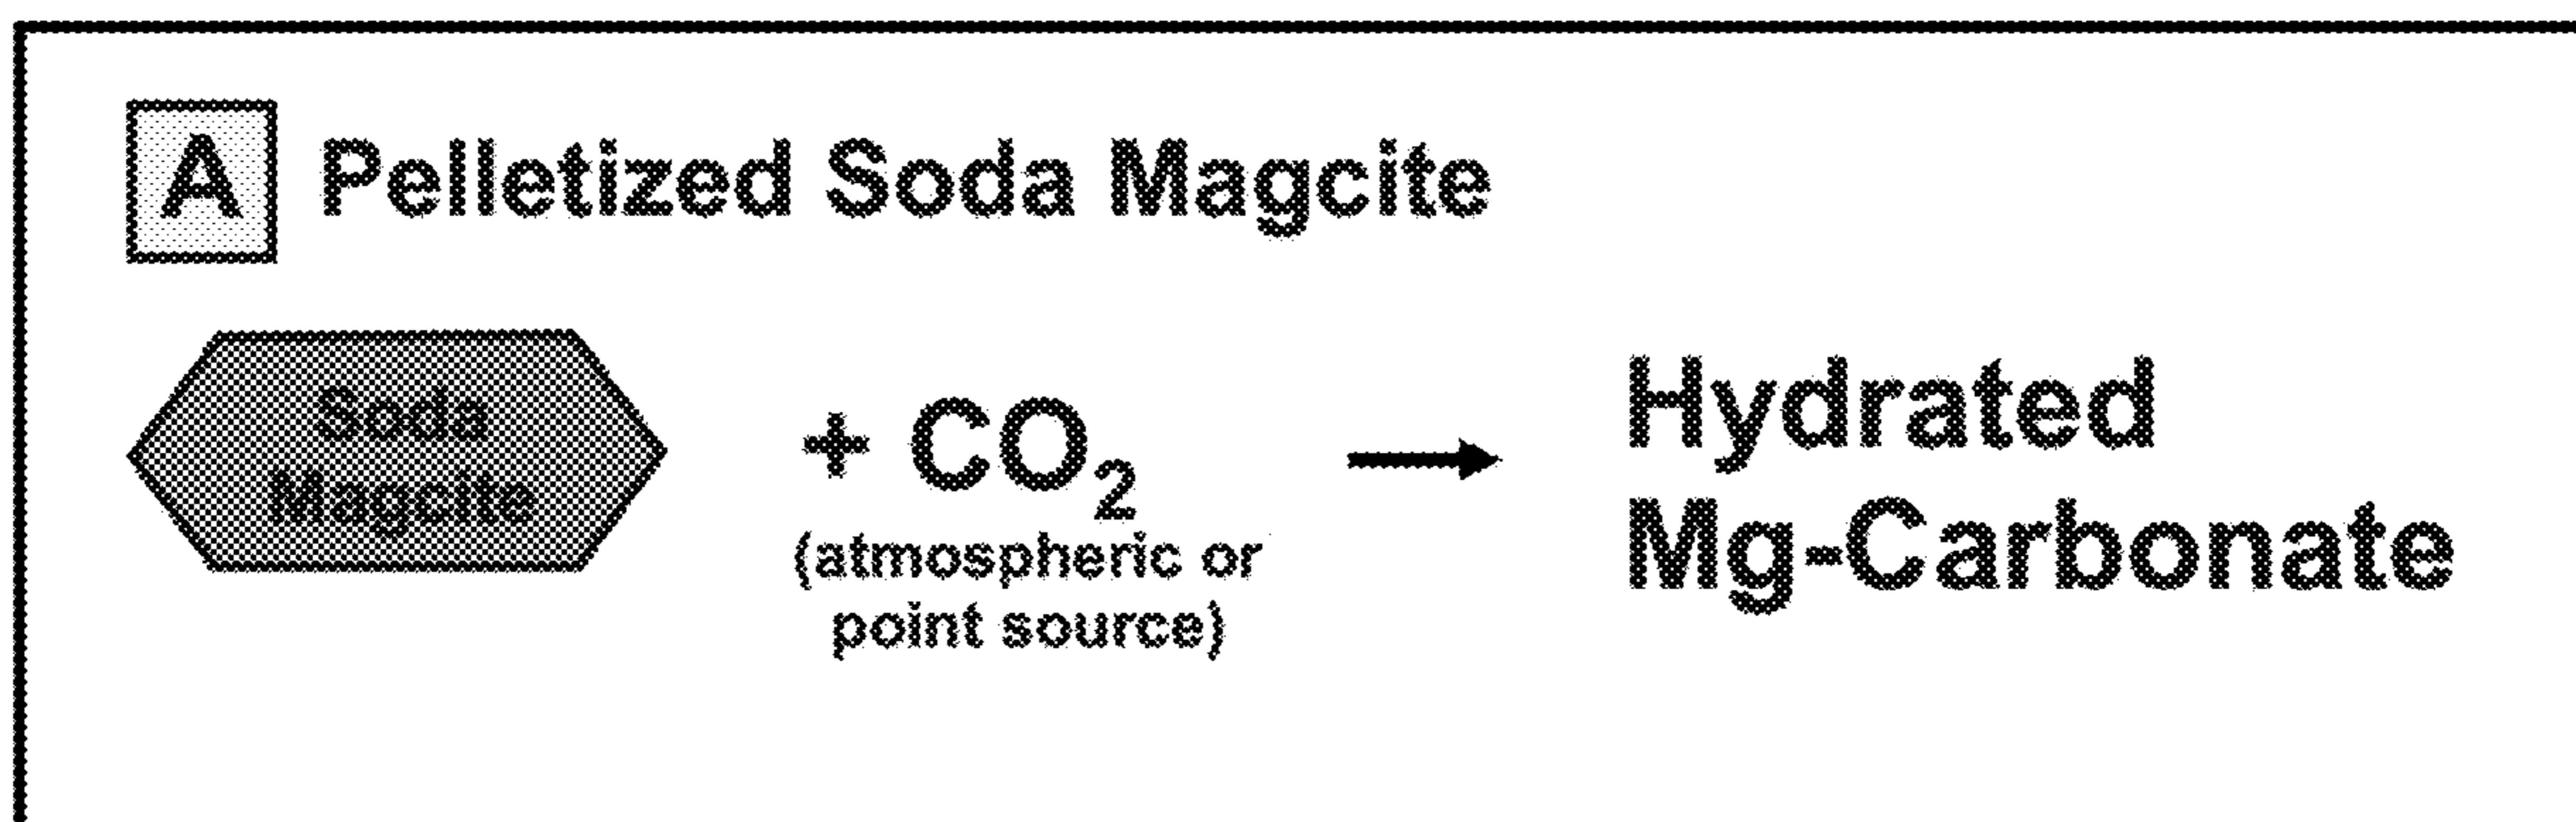 A Pelletized Soda Magcite
Soda
Magcite
+ CO₂
(atmospheric or
point source)
Hydrated
Mg-Carbonate